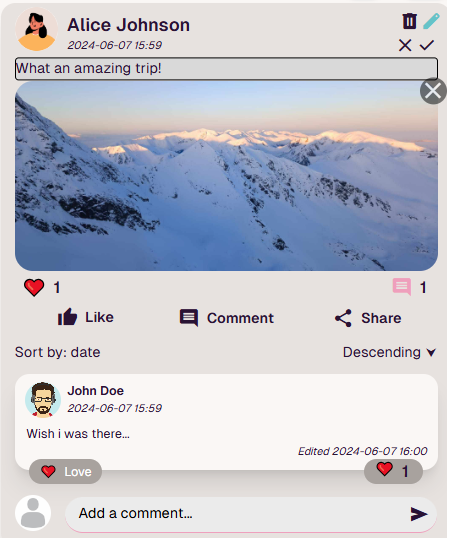 Alice Johnson
2024-06-07 15:59
What an amazing trip!
1
1
Like
Comment
Share
Sort by: date
Descending
John Doe
2024-06-07 15:59
Wish i was there...
Edited 2024-06-07 16:00
Love
1
Add a comment...